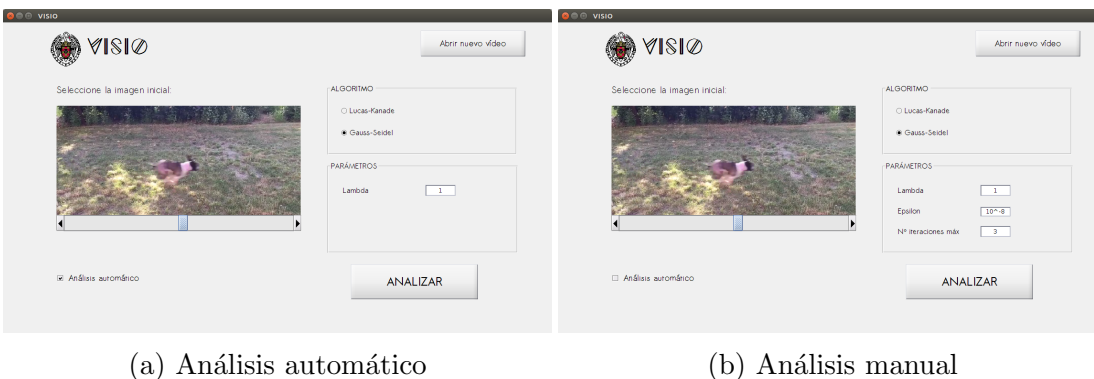 VISIO
VISIO
Abrir nuevo vídeo
Seleccione la imagen inicial:
ALGORITMO
Lucas-Kanade
Gauss-Seidel
PARÁMETROS
Lambda 1
Análisis automático
ANALIZAR
(a) Análisis automático
VISIO
VISIO
Abrir nuevo vídeo
Seleccione la imagen inicial:
ALGORITMO
Lucas-Kanade
Gauss-Seidel
PARÁMETROS
Lambda 1
Epsilon 10^-8
Nº iteraciones máx 3
Análisis automático
ANALIZAR
(b) Análisis manual